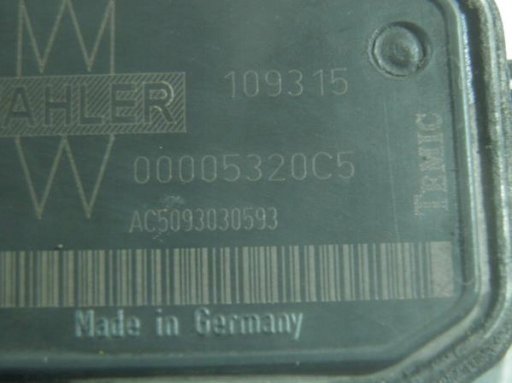 AHLER
109315
00005320C5
AC5093030593
TEMIC
Made in Germany